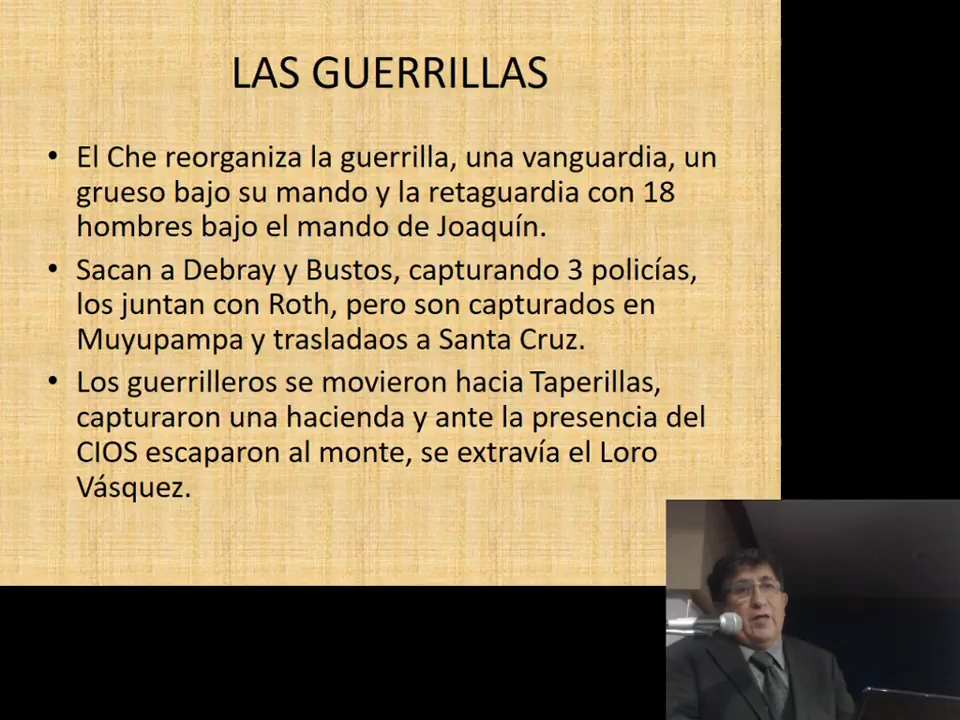 LAS GUERRILLAS
• El Che reorganiza la guerrilla, una vanguardia, un
grueso bajo su mando y la retaguardia con 18
hombres bajo el mando de Joaquín.
• Sacan a Debray y Bustos, capturando 3 policías,
los juntan con Roth, pero son capturados en
Muyupampa y trasladaos a Santa Cruz.
• Los guerrilleros se movieron hacia Taperillas,
capturaron una hacienda y ante la presencia del
CIOS escaparon al monte, se extravía el Loro
Vásquez.